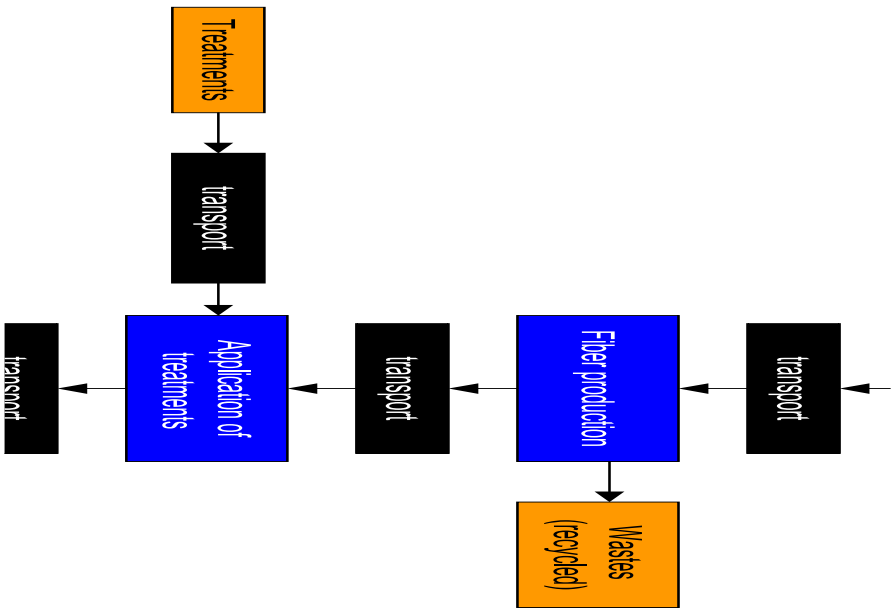 transport
Fiber production
Wastes
(recycled)
transport
Treatments
transport
Application of
treatments
transport